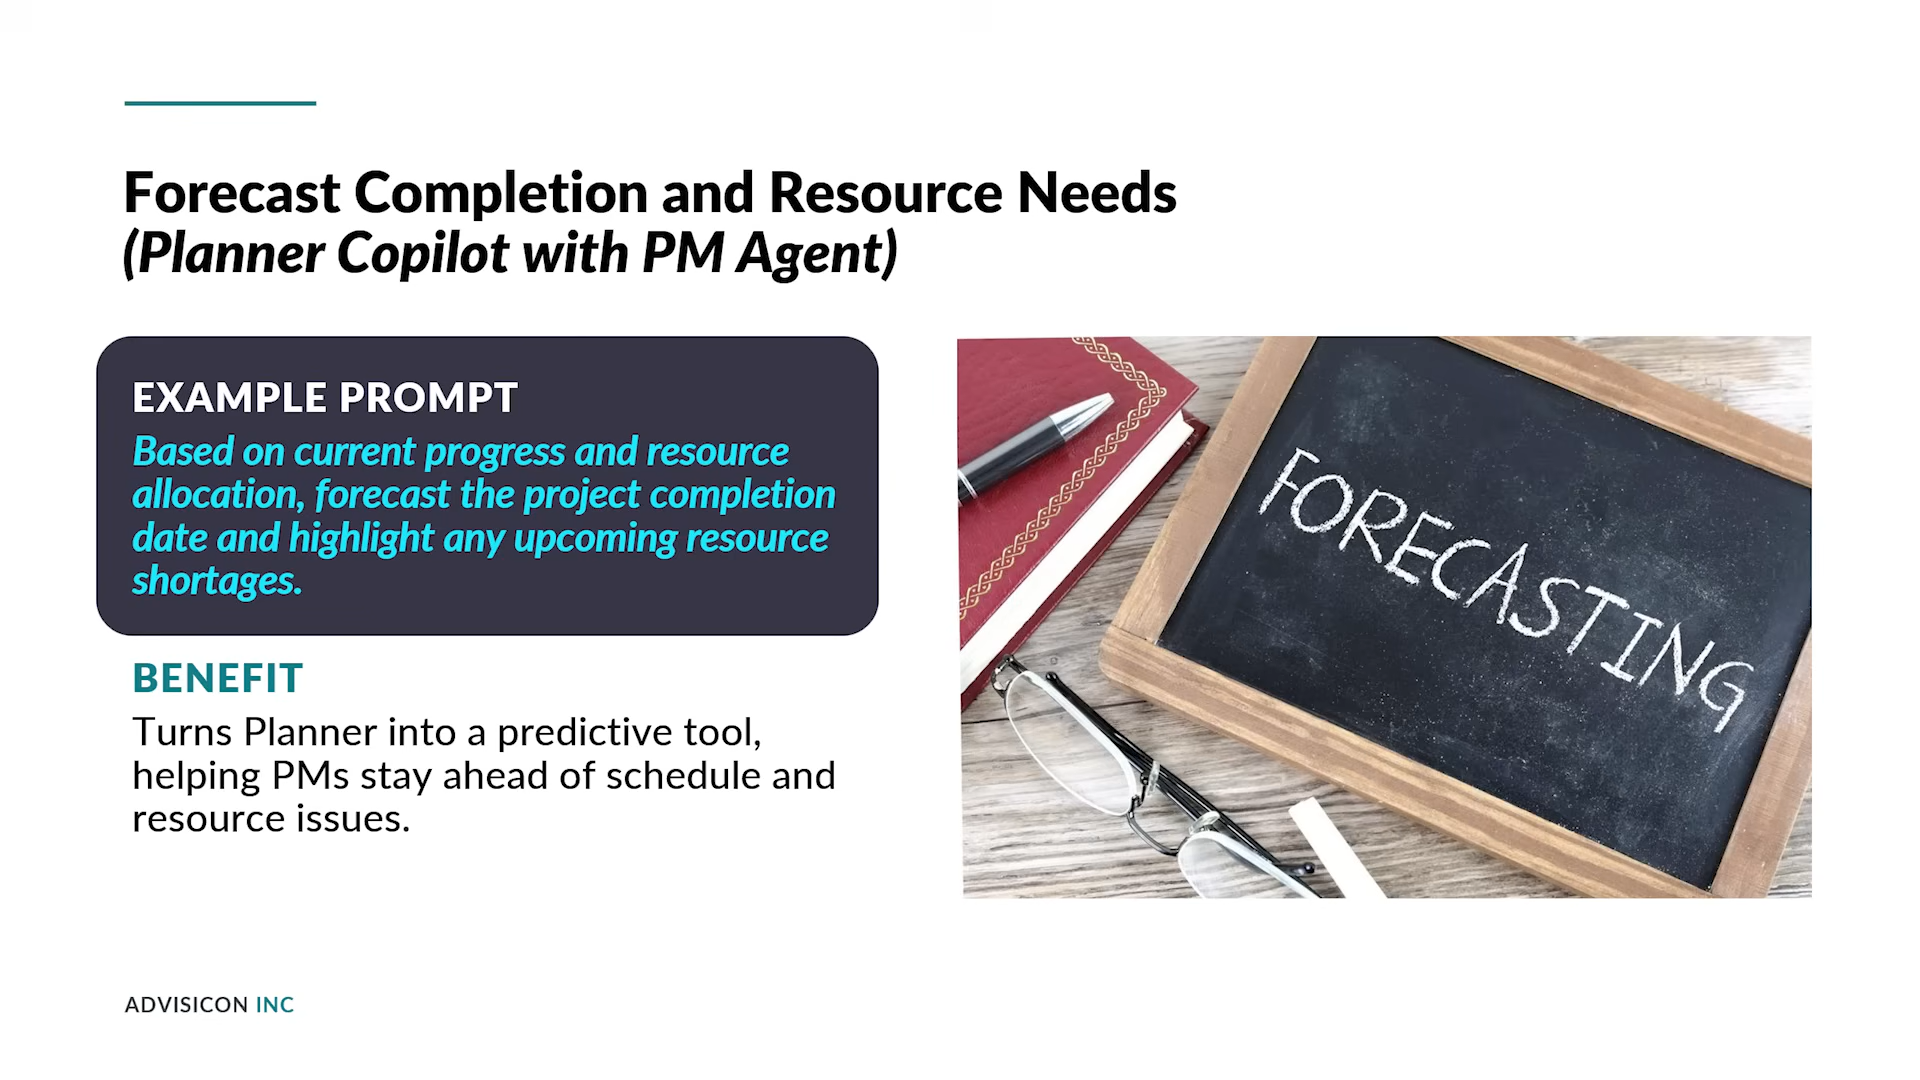 Forecast Completion and Resource Needs
(Planner Copilot with PM Agent)
EXAMPLE PROMPT
Based on current progress and resource
allocation, forecast the project completion
date and highlight any upcoming resource
shortages.
BENEFIT
Turns Planner into a predictive tool,
helping PMs stay ahead of schedule and
resource issues.
FORECASTING
ADVISICON INC